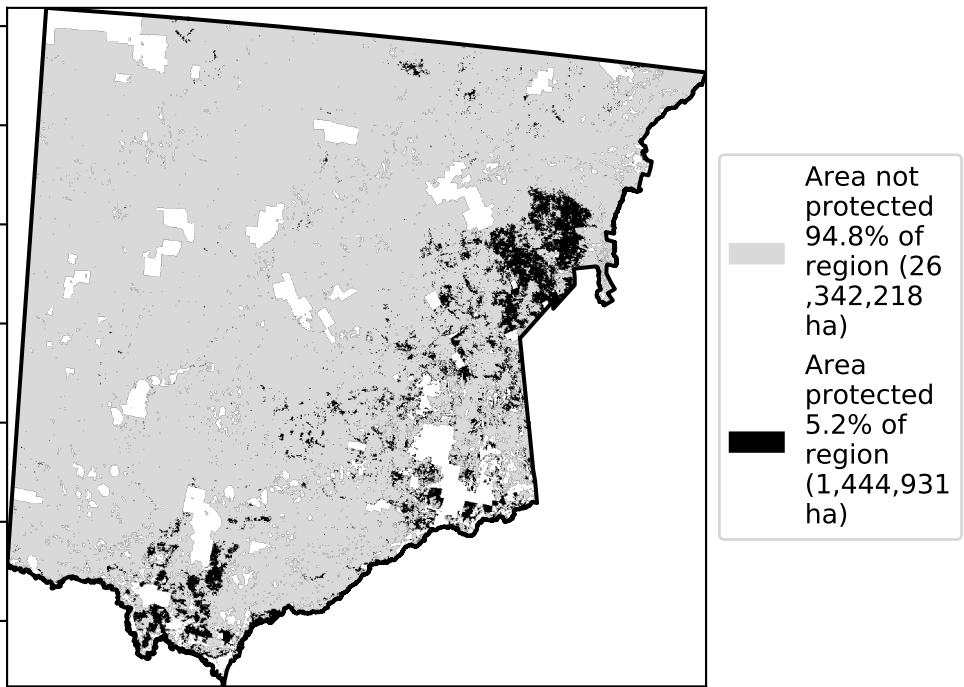 Area not
protected
94.8% of
region (26
,342,218
ha)
Area
protected
5.2% of
region
(1,444,931
ha)